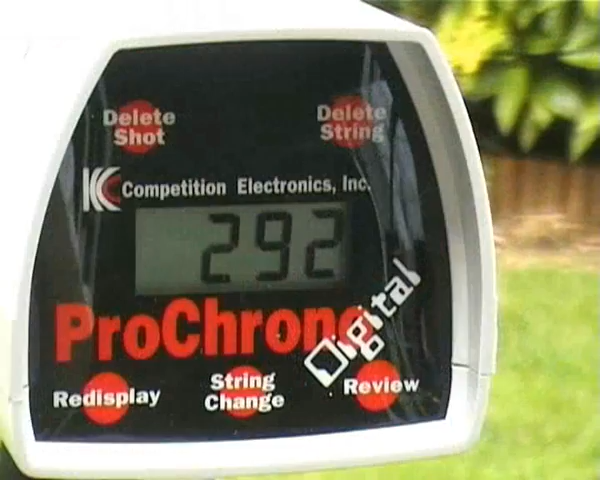 Delete Shot
Delete String
Competition Electronics, Inc.
292
ProChrono
Digital
Redisplay
String Change
Review